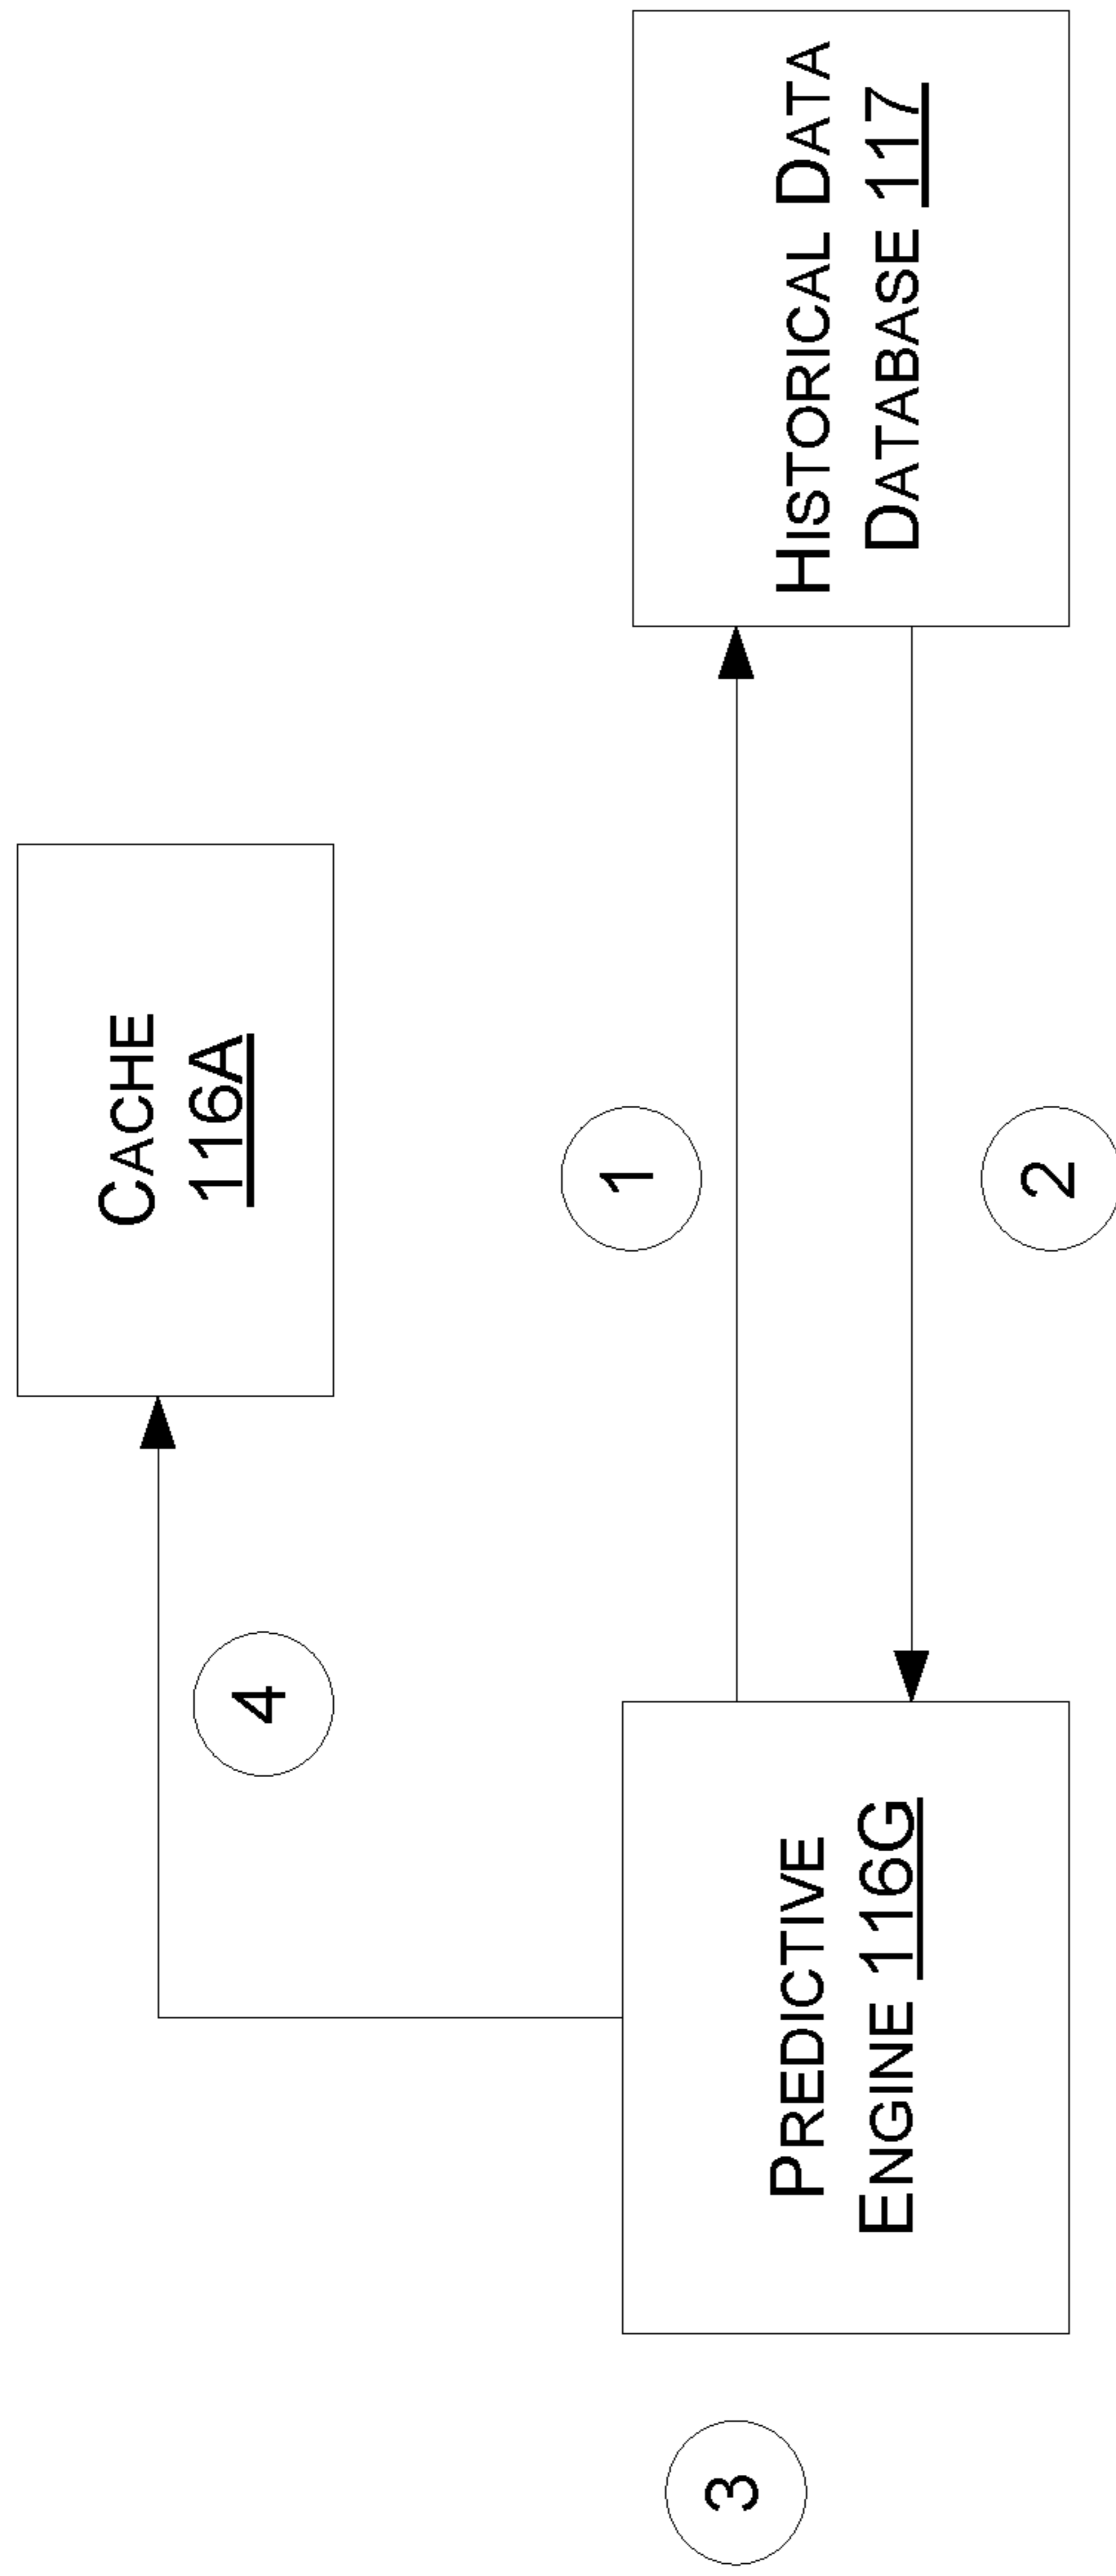 CACHE
116A
4
1
3
PREDICTIVE
ENGINE 116G
HISTORICAL DATA
DATABASE 117
2